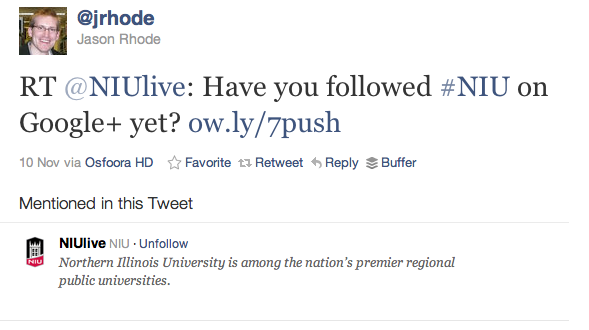 @jrhode
Jason Rhode
RT @NIUlive: Have you followed #NIU on
Google+ yet? ow.ly/7push
10 Nov via Osfoora HD Favorite Retweet Reply Buffer
Mentioned in this Tweet
NIUlive NIU · Unfollow
NIU
Northern Illinois University is among the nation's premier regional
public universities.